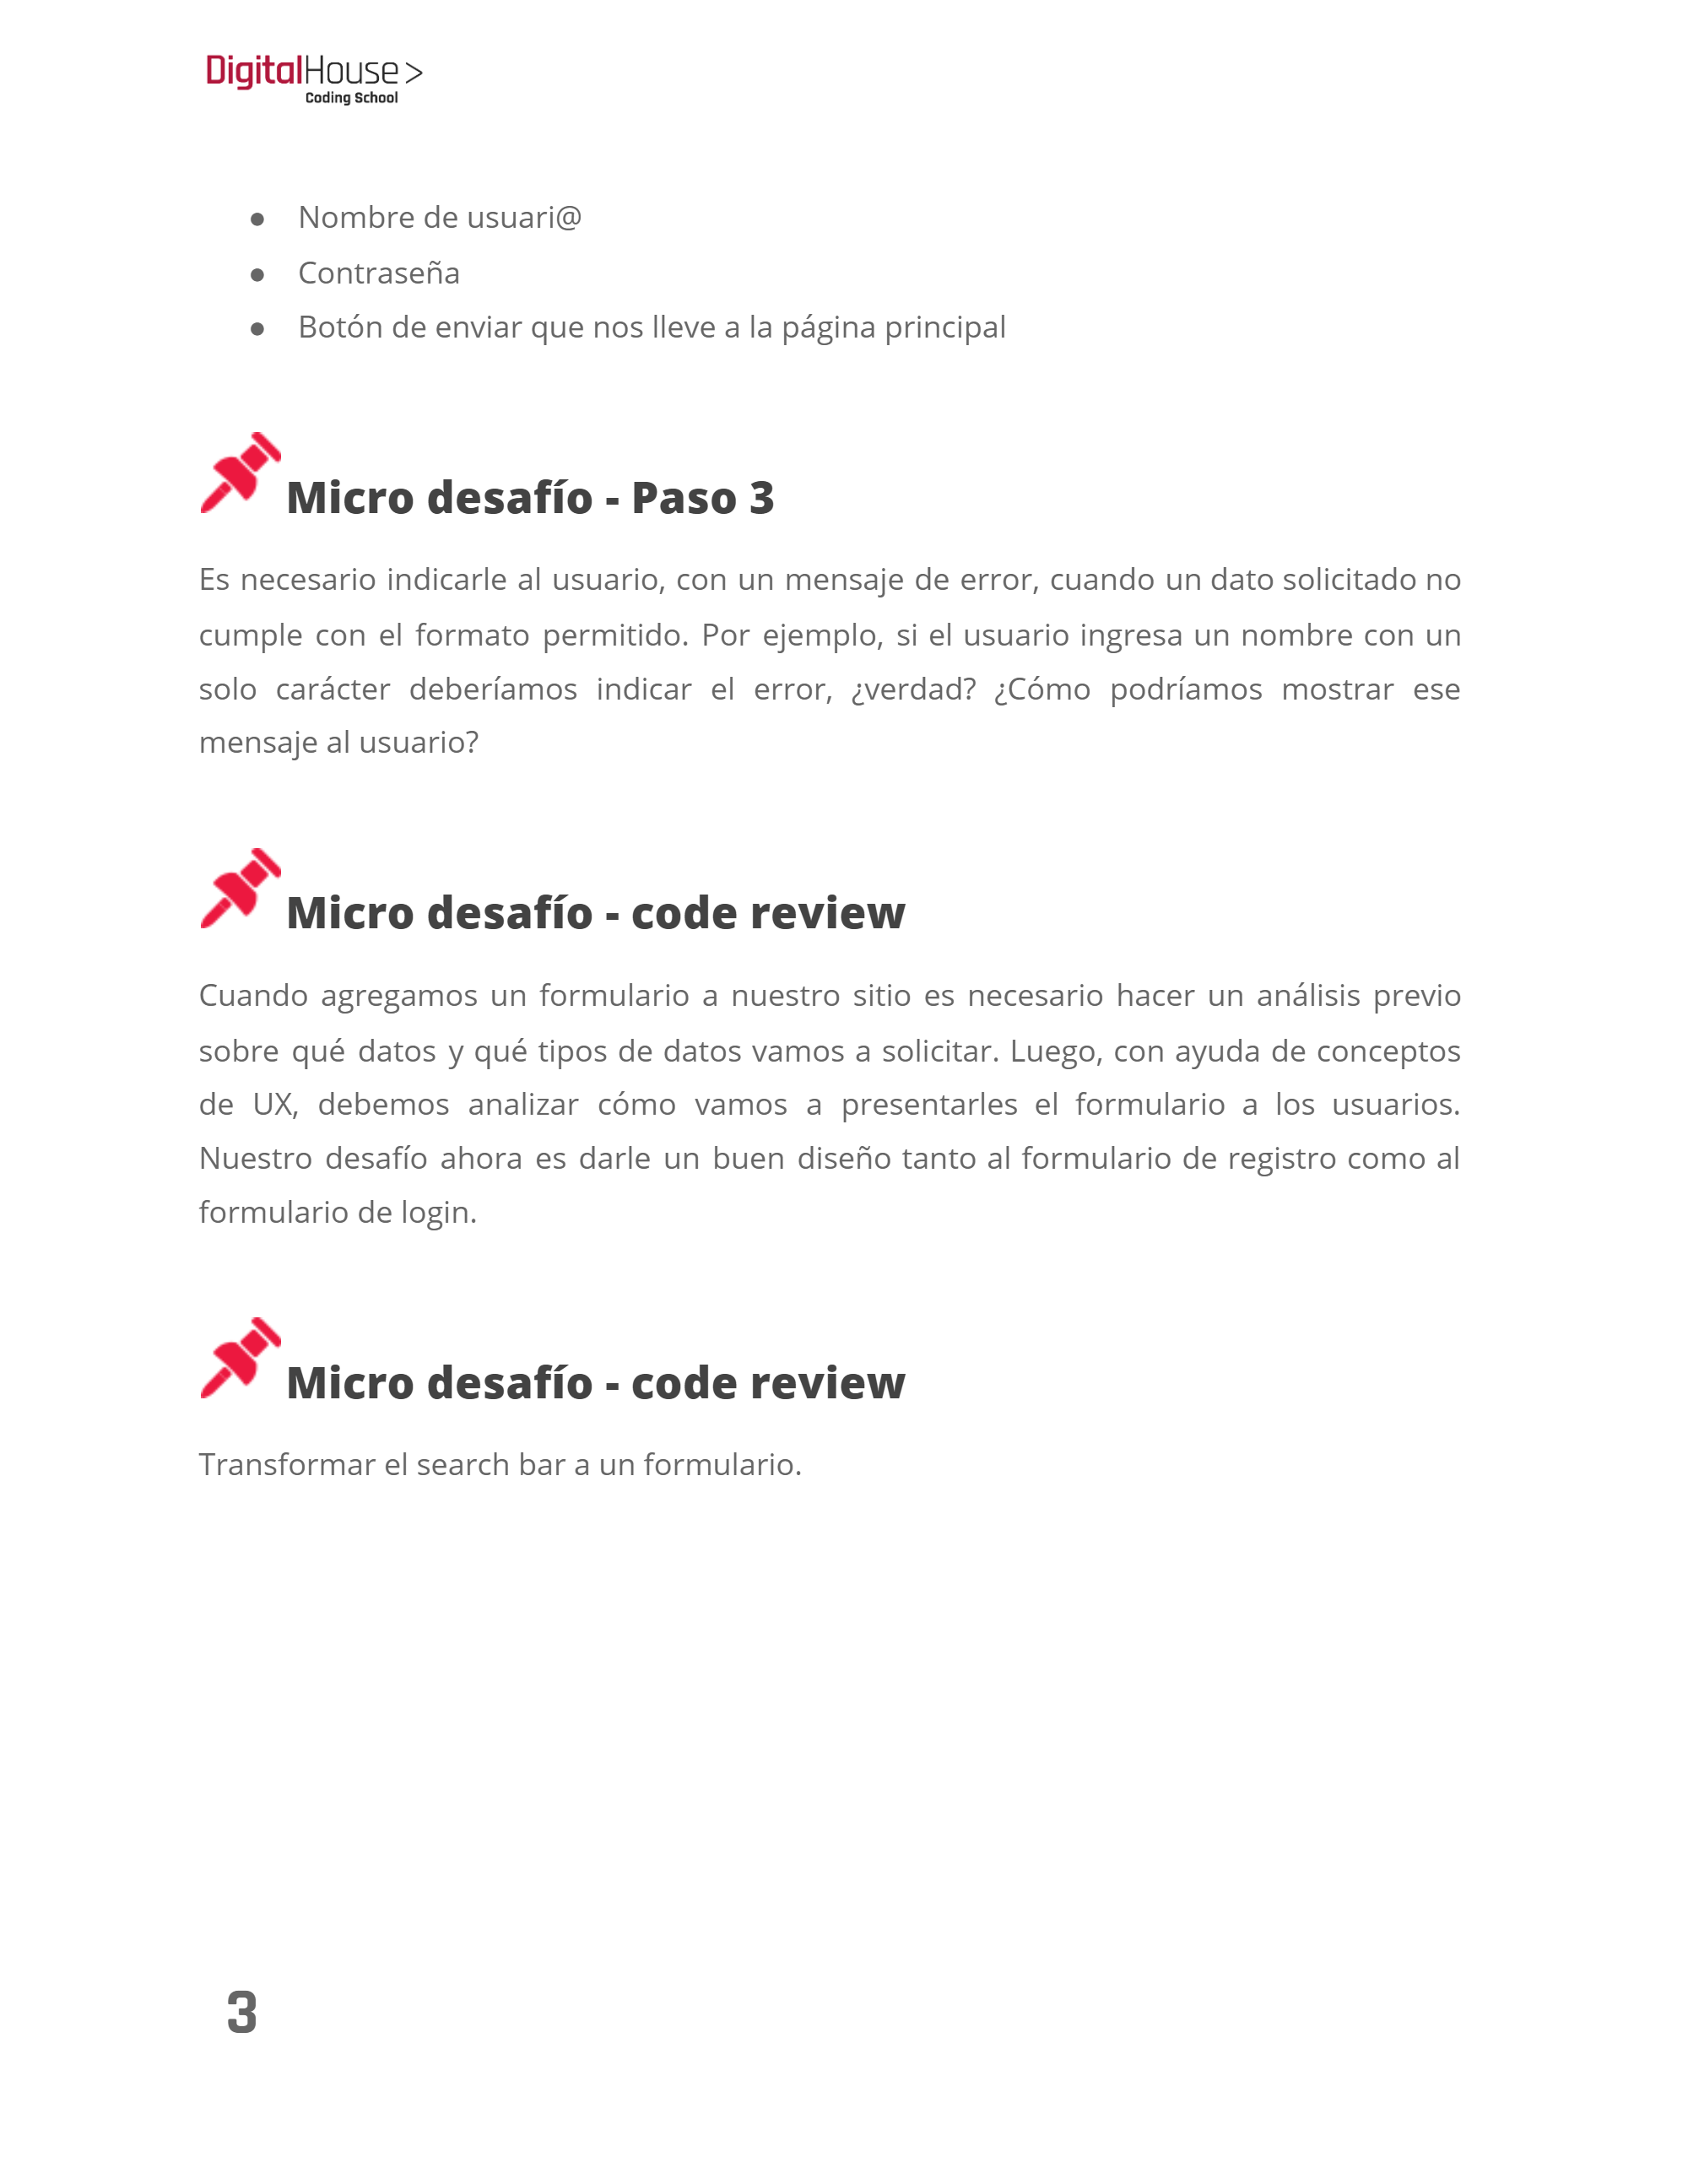 DigitalHouse >
Coding School
● Nombre de usuari@
● Contraseña
● Botón de enviar que nos lleve a la página principal
Micro desafío - Paso 3
Es necesario indicarle al usuario, con un mensaje de error, cuando un dato solicitado no
cumple con el formato permitido. Por ejemplo, si el usuario ingresa un nombre con un
solo carácter deberíamos indicar el error, ¿verdad? ¿Cómo podríamos mostrar ese
mensaje al usuario?
Micro desafío - code review
Cuando agregamos un formulario a nuestro sitio es necesario hacer un análisis previo
sobre qué datos y qué tipos de datos vamos a solicitar. Luego, con ayuda de conceptos
de UX, debemos analizar cómo vamos a presentarles el formulario a los usuarios.
Nuestro desafío ahora es darle un buen diseño tanto al formulario de registro como al
formulario de login.
Micro desafío - code review
Transformar el search bar a un formulario.
3